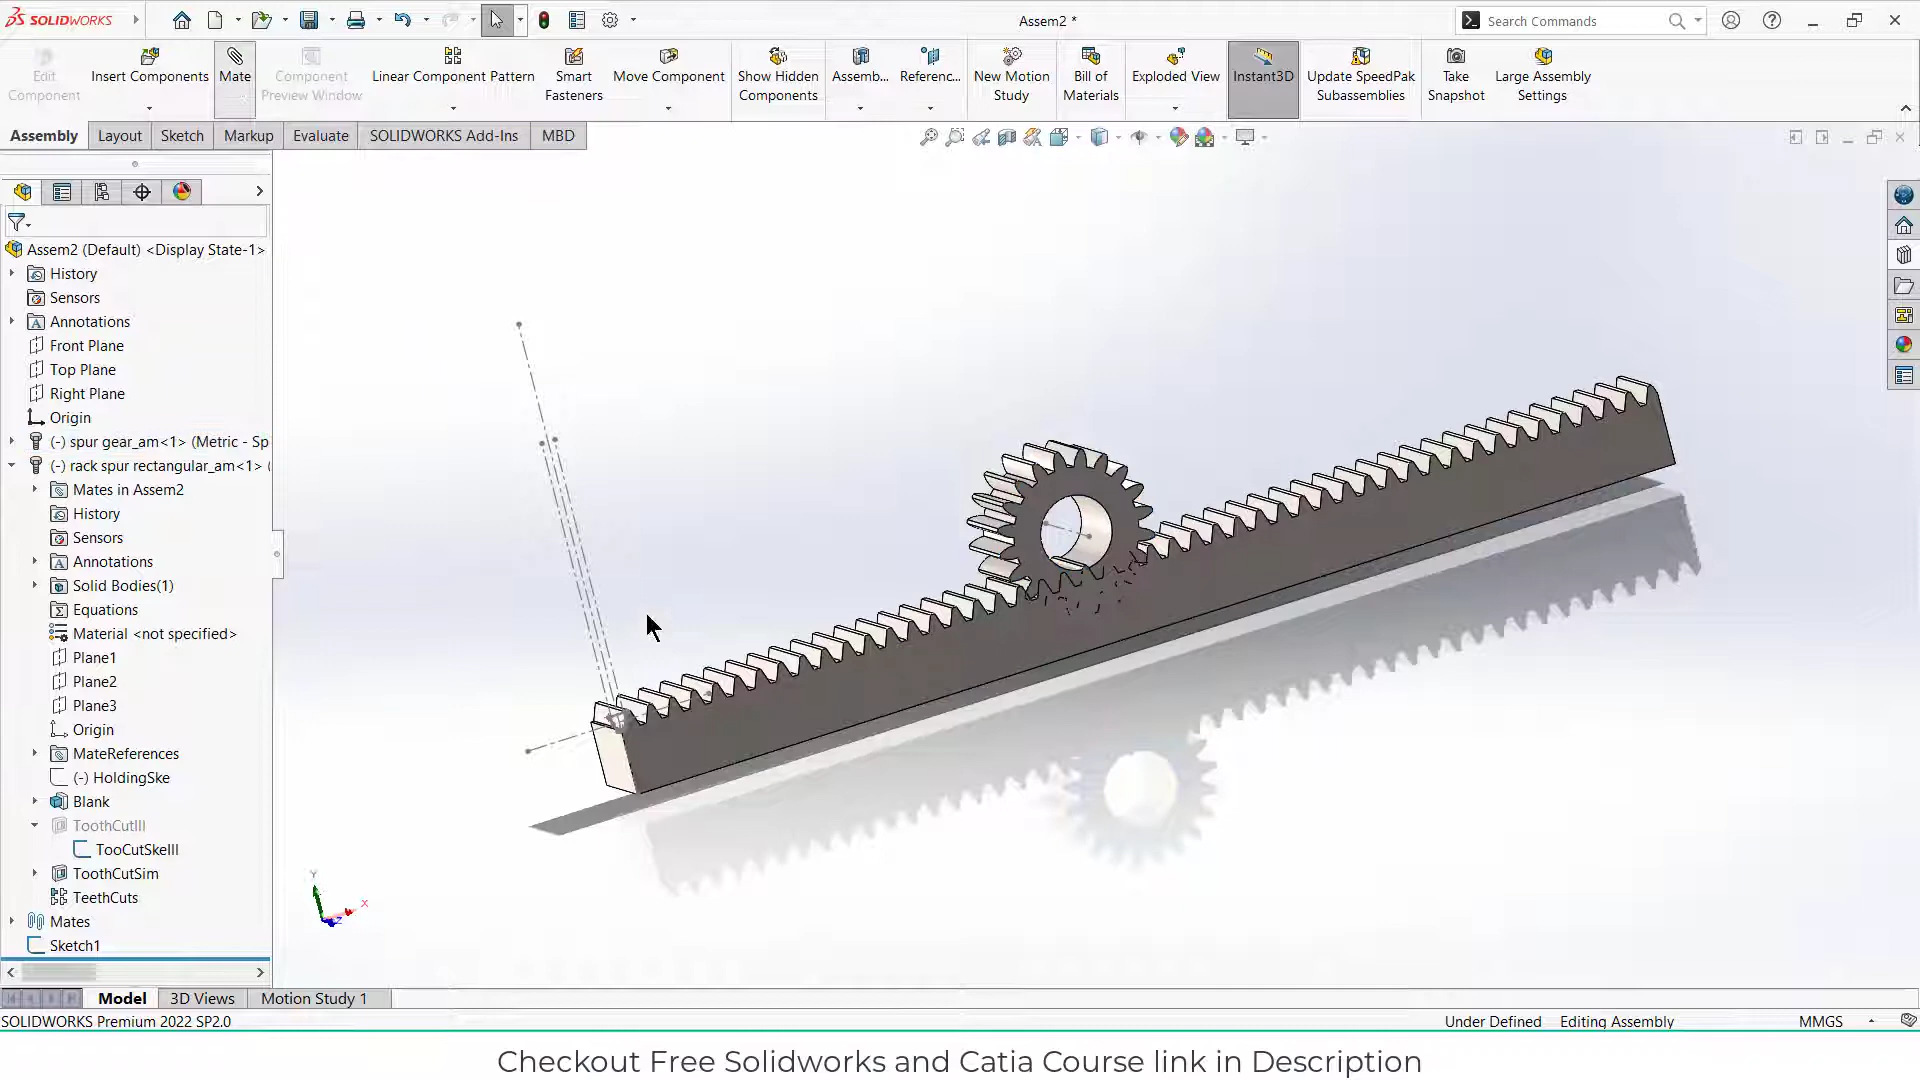 SOLIDWORKS
Assem2 *
Search Commands
Edit
Component
Insert Components
Mate
Component
Preview Window
Linear Component Pattern
Smart
Fasteners
Move Component
Show Hidden
Components
Assemb...
Referenc...
New Motion
Study
Bill of
Materials
Exploded View
Instant3D
Update SpeedPak
Subassemblies
Take
Snapshot
Large Assembly
Settings
Assembly
Layout
Sketch
Markup
Evaluate
SOLIDWORKS Add-Ins
MBD
Assem2 (Default) <Display State-1>
History
Sensors
Annotations
Front Plane
Top Plane
Right Plane
Origin
(-) spur gear_am<1> (Metric - Sp
(-) rack spur rectangular_am<1> (
Mates in Assem2
History
Sensors
Annotations
Solid Bodies(1)
Equations
Material <not specified>
Plane1
Plane2
Plane3
Origin
MateReferences
(-) HoldingSke
Blank
ToothCutIII
TooCutSkeIII
ToothCutSim
TeethCuts
Mates
Sketch1
Y
X
Z
Model
3D Views
Motion Study 1
SOLIDWORKS Premium 2022 SP2.0
Under Defined
Editing Assembly
MMGS
Checkout Free Solidworks and Catia Course link in Description